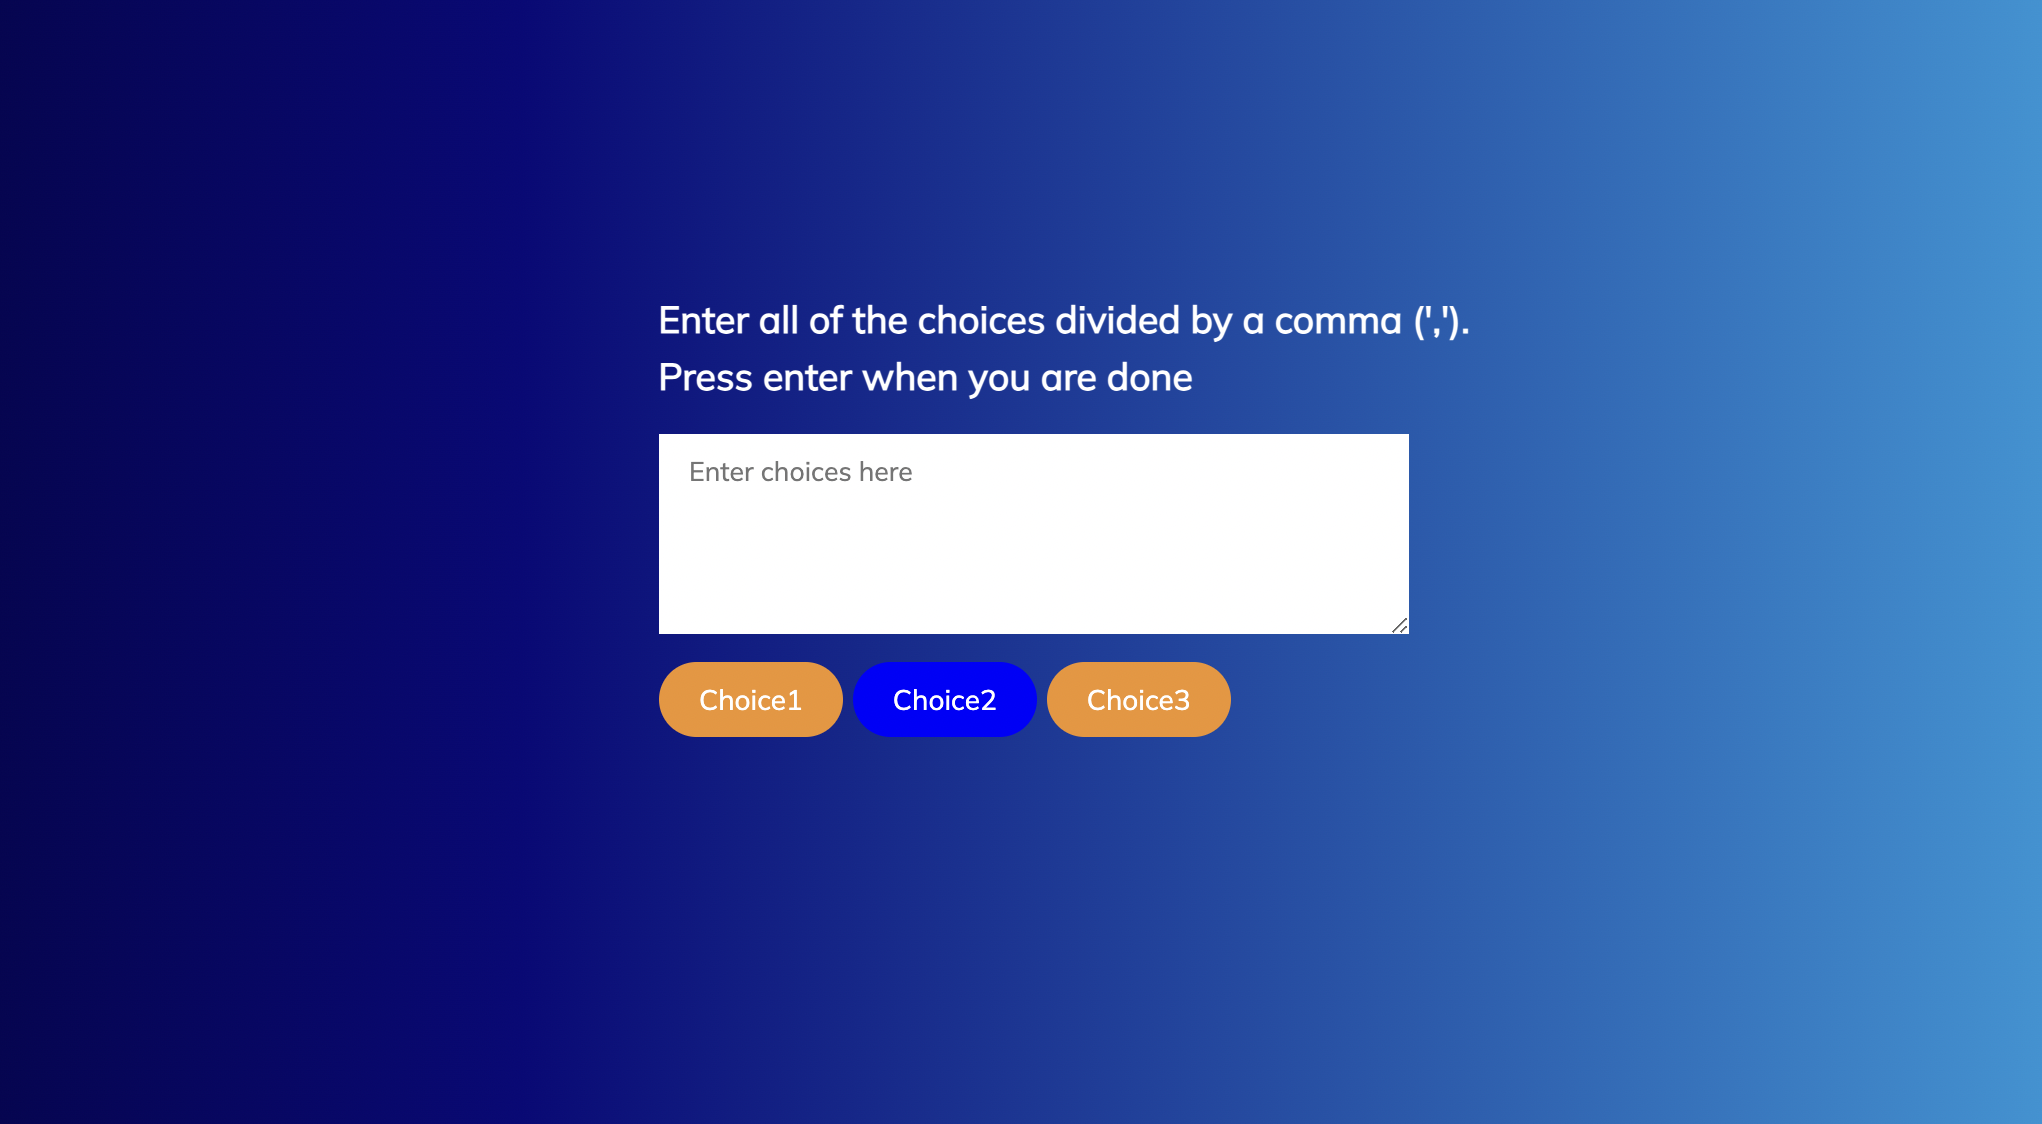 Enter all of the choices divided by a comma (',').
Press enter when you are done
Enter choices here
Choice1 Choice2 Choice3